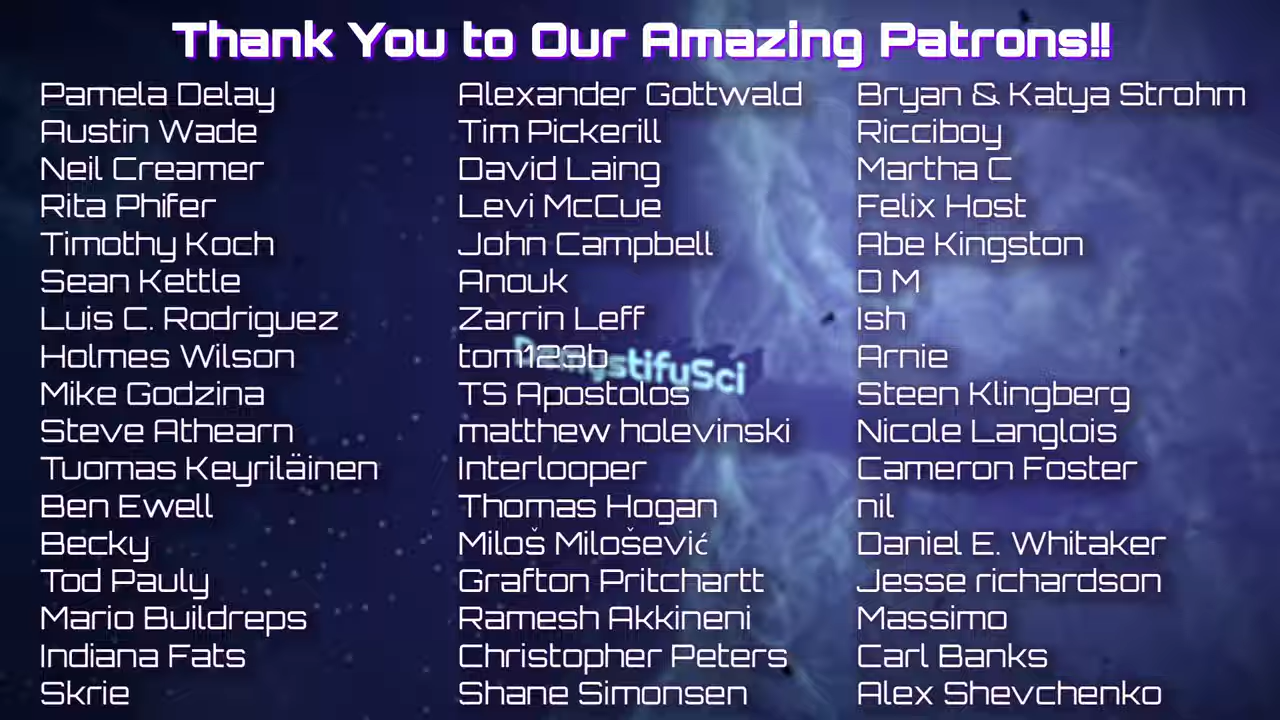 Thank You to Our Amazing Patrons!!
Pamela Delay
Austin Wade
Neil Creamer
Rita Phifer
Timothy Koch
Sean Kettle
Luis C. Rodriguez
Holmes Wilson
Mike Godzina
Steve Athearn
Tuomas Keyriläinen
Ben Ewell
Becky
Tod Pauly
Mario Buildreps
Indiana Fats
Skrie
Alexander Gottwald
Tim Pickerill
David Laing
Levi McCue
John Campbell
Anouk
Zarrin Leff
tom123b
DemystifySci
TS Apostolos
matthew holevinski
Interlooper
Thomas Hogan
Miloš Milošević
Grafton Pritchartt
Ramesh Akkineni
Christopher Peters
Shane Simonsen
Bryan & Katya Strohm
Ricciboy
Martha C
Felix Host
Abe Kingston
D M
Ish
Arnie
Steen Klingberg
Nicole Langlois
Cameron Foster
nil
Daniel E. Whitaker
Jesse richardson
Massimo
Carl Banks
Alex Shevchenko